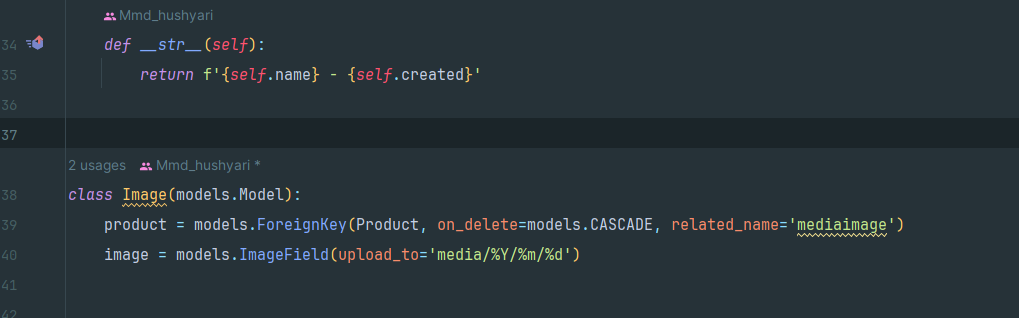 Mmd_hushyari
34 def __str__(self):
35 return f'{self.name} - {self.created}'
36
37
2 usages Mmd_hushyari *
38 class Image(models.Model):
39 product = models.ForeignKey(Product, on_delete=models.CASCADE, related_name='mediaimage')
40 image = models.ImageField(upload_to='media/%Y/%m/%d')
41
42